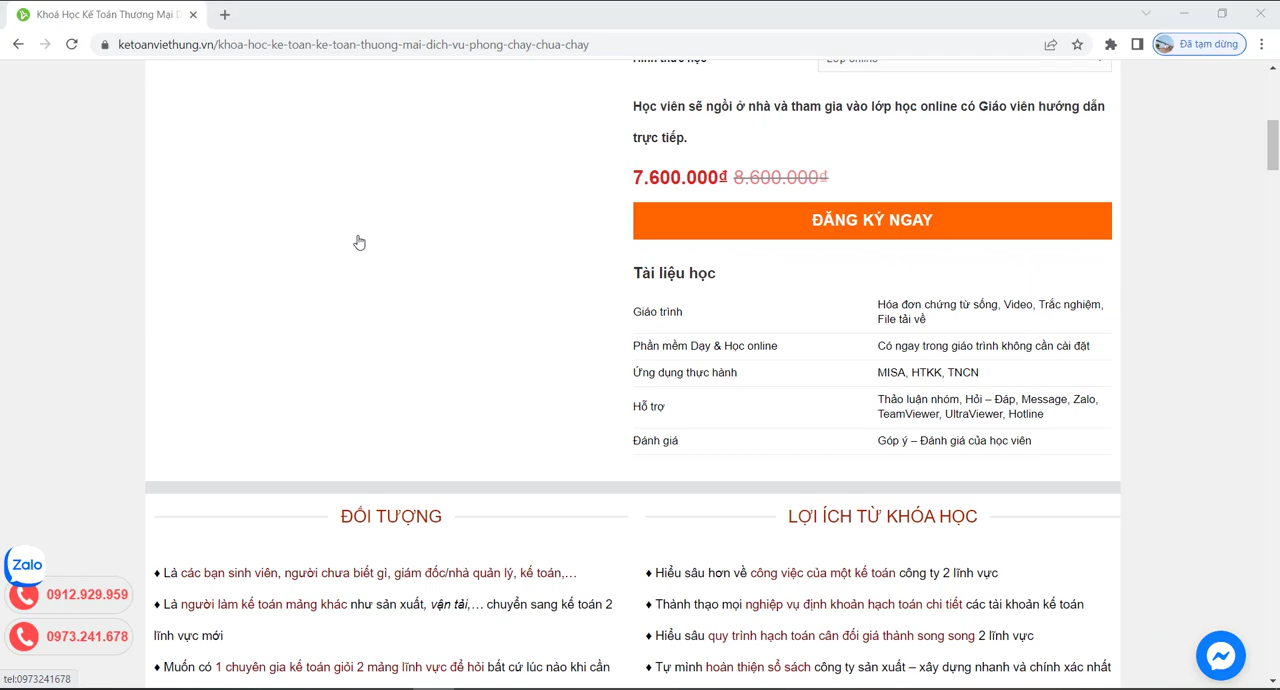 Khoá Học Kế Toán Thương Mại D
ketoanviethung.vn/khoa-hoc-ke-toan-ke-toan-thuong-mai-dich-vu-phong-chay-chua-chay
Đã tạm dừng
Học viên sẽ ngồi ở nhà và tham gia vào lớp học online có Giáo viên hướng dẫn
trực tiếp.
7.600.000₫ 8.600.000₫
ĐĂNG KÝ NGAY
Tài liệu học
Giáo trình
Hóa đơn chứng từ sống, Video, Trắc nghiệm,
File tải về
Phần mềm Dạy & Học online
Có ngay trong giáo trình không cần cài đặt
Ứng dụng thực hành
MISA, HTKK, TNCN
Hỗ trợ
Thảo luận nhóm, Hỏi – Đáp, Message, Zalo,
TeamViewer, UltraViewer, Hotline
Đánh giá
Góp ý – Đánh giá của học viên
ĐỐI TƯỢNG
♦ Là các bạn sinh viên, người chưa biết gì, giám đốc/nhà quản lý, kế toán,…
♦ Là người làm kế toán mảng khác như sản xuất, vận tải,… chuyển sang kế toán 2
lĩnh vực mới
♦ Muốn có 1 chuyên gia kế toán giỏi 2 mảng lĩnh vực để hỏi bất cứ lúc nào khi cần
LỢI ÍCH TỪ KHÓA HỌC
♦ Hiểu sâu hơn về công việc của một kế toán công ty 2 lĩnh vực
♦ Thành thạo mọi nghiệp vụ định khoản hạch toán chi tiết các tài khoản kế toán
♦ Hiểu sâu quy trình hạch toán cân đối giá thành song song 2 lĩnh vực
♦ Tự mình hoàn thiện sổ sách công ty sản xuất – xây dựng nhanh và chính xác nhất
Zalo
0912.929.959
0973.241.678
tel:0973241678